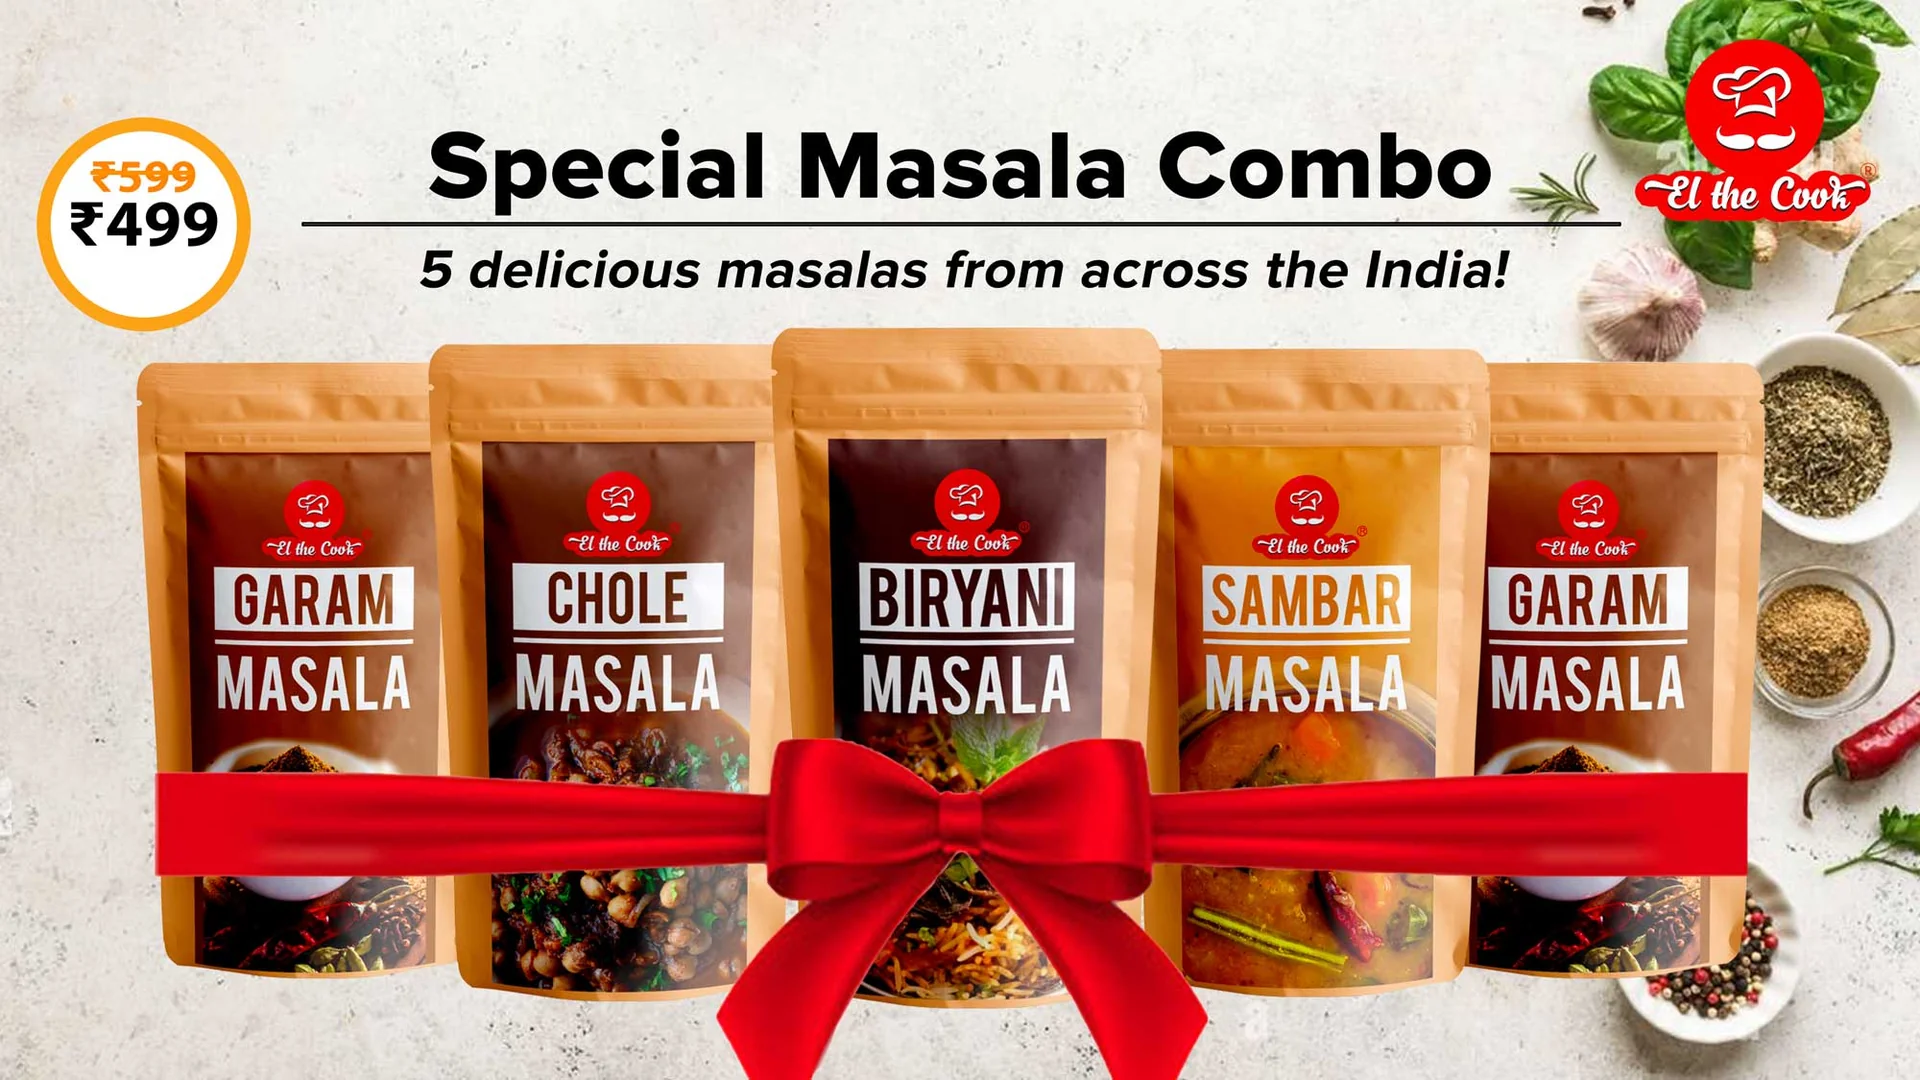 ₹599
₹499
Special Masala Combo
5 delicious masalas from across the India!
El the Cook®
El the Cook
GARAM
MASALA
El the Cook
CHOLE
MASALA
El the Cook®
BIRYANI
MASALA
El the Cook®
SAMBAR
MASALA
El the Cook
GARAM
MASALA